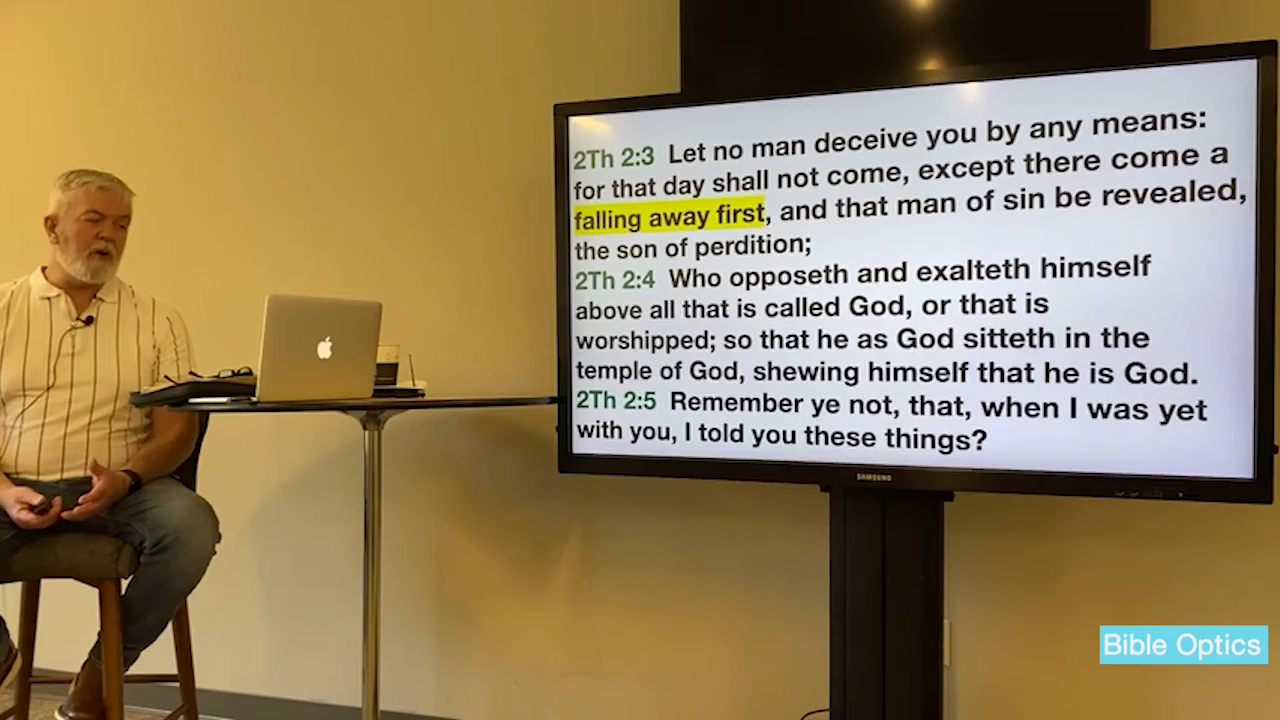 2Th 2:3 Let no man deceive you by any means:
for that day shall not come, except there come a
falling away first, and that man of sin be revealed,
the son of perdition;
2Th 2:4 Who opposeth and exalteth himself
above all that is called God, or that is
worshipped; so that he as God sitteth in the
temple of God, shewing himself that he is God.
2Th 2:5 Remember ye not, that, when I was yet
with you, I told you these things?
SAMSUNG
Bible Optics